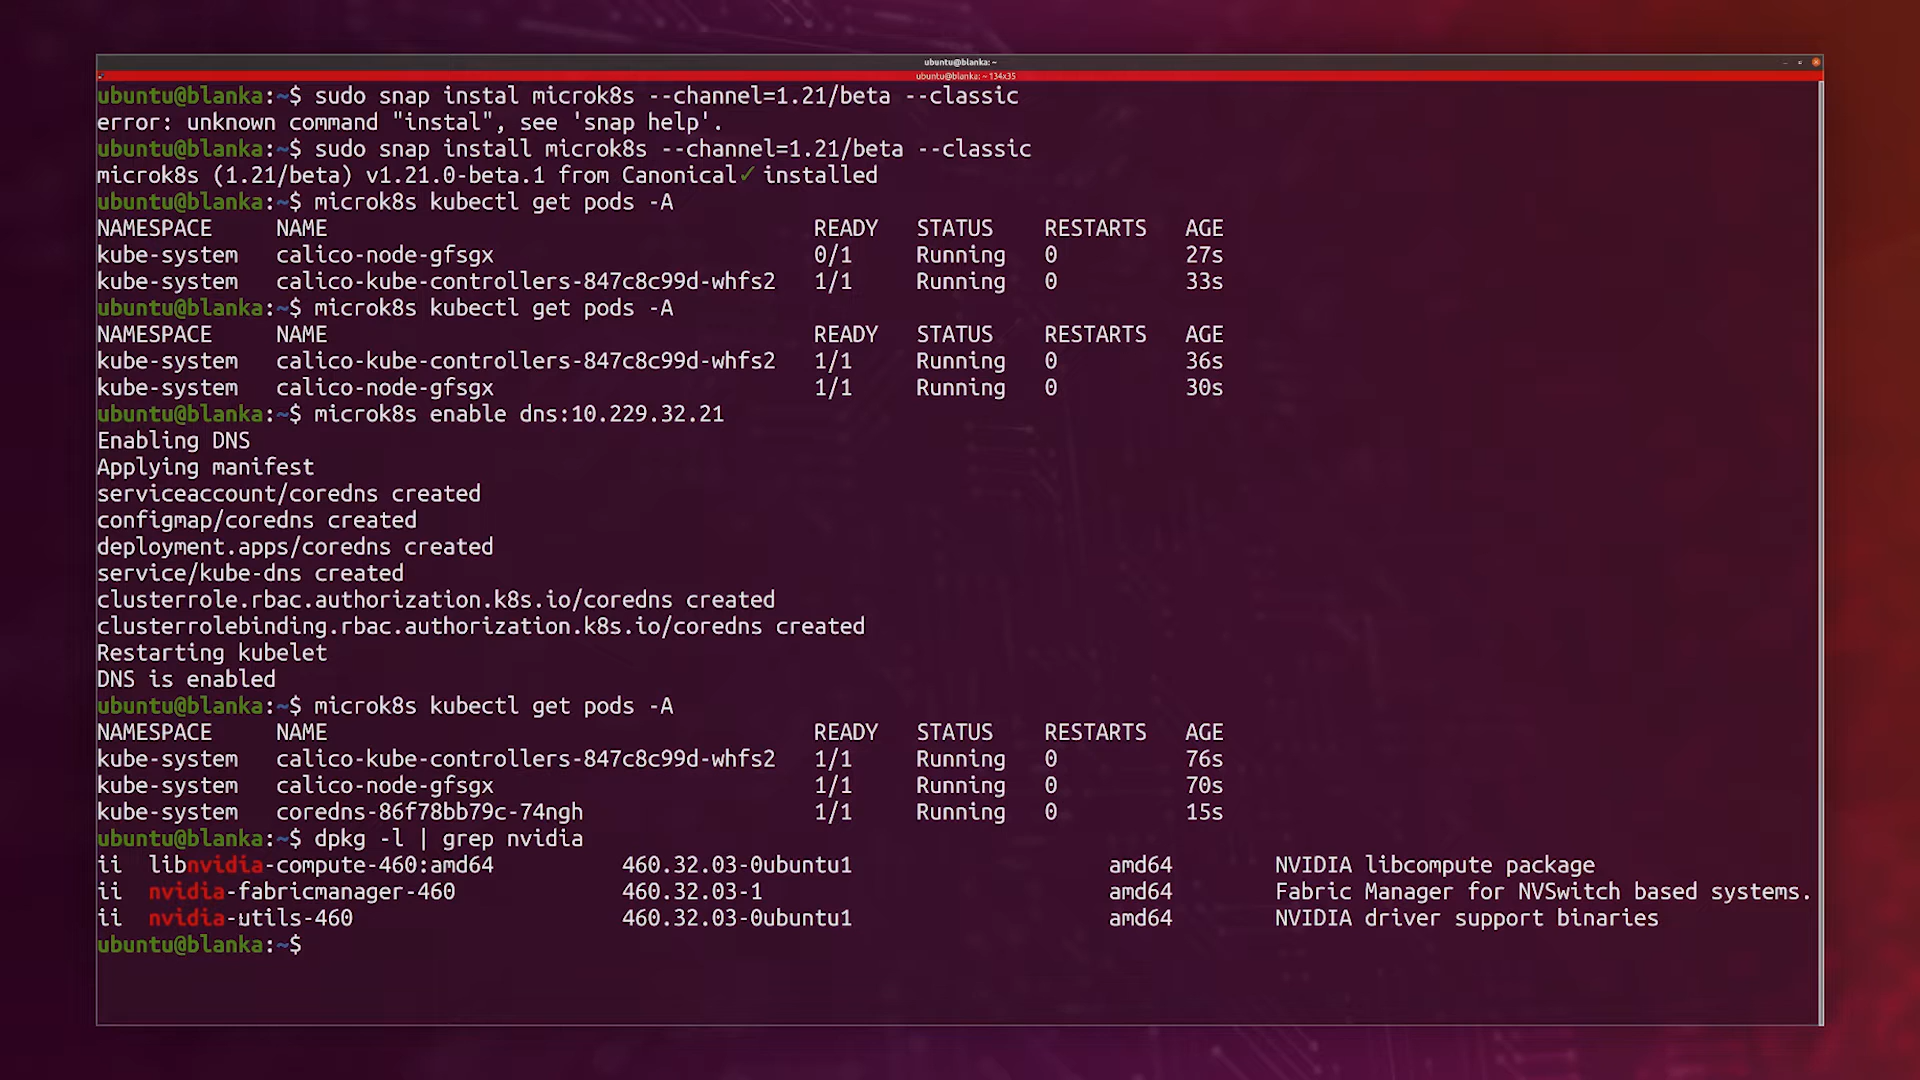 ubuntu@blanka: ~
ubuntu@blanka: ~ 134x35
ubuntu@blanka:~$ sudo snap instal microk8s --channel=1.21/beta --classic
error: unknown command "instal", see 'snap help'.
ubuntu@blanka:~$ sudo snap install microk8s --channel=1.21/beta --classic
microk8s (1.21/beta) v1.21.0-beta.1 from Canonical✓ installed
ubuntu@blanka:~$ microk8s kubectl get pods -A
NAMESPACE NAME READY STATUS RESTARTS AGE
kube-system calico-node-gfsgx 0/1 Running 0 27s
kube-system calico-kube-controllers-847c8c99d-whfs2 1/1 Running 0 33s
ubuntu@blanka:~$ microk8s kubectl get pods -A
NAMESPACE NAME READY STATUS RESTARTS AGE
kube-system calico-kube-controllers-847c8c99d-whfs2 1/1 Running 0 36s
kube-system calico-node-gfsgx 1/1 Running 0 30s
ubuntu@blanka:~$ microk8s enable dns:10.229.32.21
Enabling DNS
Applying manifest
serviceaccount/coredns created
configmap/coredns created
deployment.apps/coredns created
service/kube-dns created
clusterrole.rbac.authorization.k8s.io/coredns created
clusterrolebinding.rbac.authorization.k8s.io/coredns created
Restarting kubelet
DNS is enabled
ubuntu@blanka:~$ microk8s kubectl get pods -A
NAMESPACE NAME READY STATUS RESTARTS AGE
kube-system calico-kube-controllers-847c8c99d-whfs2 1/1 Running 0 76s
kube-system calico-node-gfsgx 1/1 Running 0 70s
kube-system coredns-86f78bb79c-74ngh 1/1 Running 0 15s
ubuntu@blanka:~$ dpkg -l | grep nvidia
ii libnvidia-compute-460:amd64 460.32.03-0ubuntu1 amd64 NVIDIA libcompute package
ii nvidia-fabricmanager-460 460.32.03-1 amd64 Fabric Manager for NVSwitch based systems.
ii nvidia-utils-460 460.32.03-0ubuntu1 amd64 NVIDIA driver support binaries
ubuntu@blanka:~$